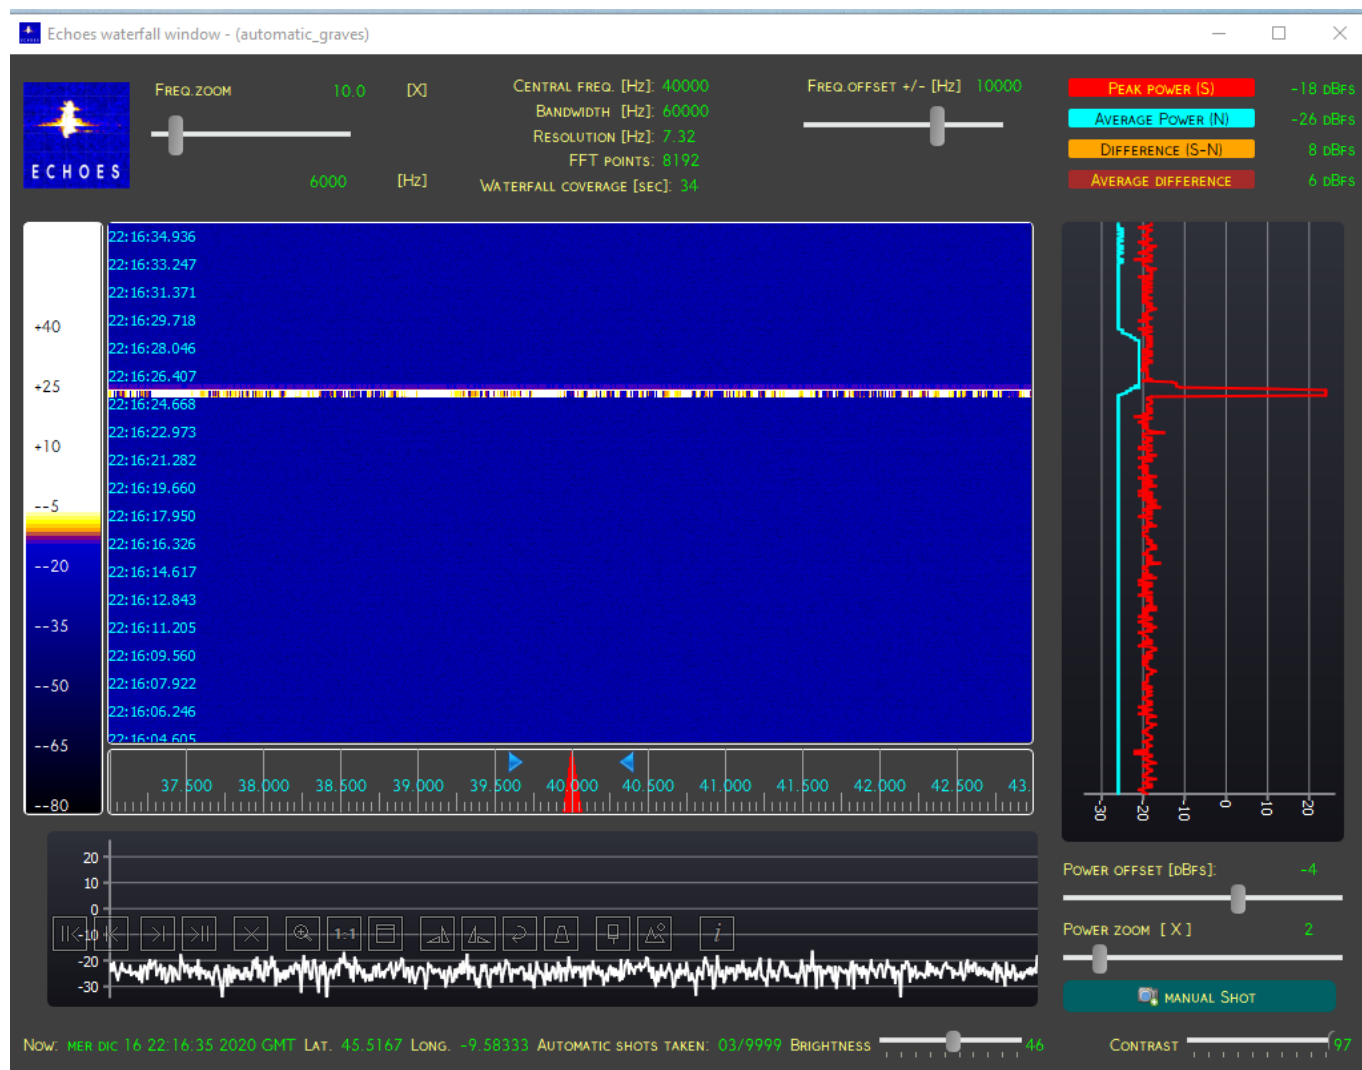 Echoes waterfall window - (automatic_graves)
ECHOES
Freq.zoom 10.0 [X]
6000 [Hz]
Central freq. [Hz]: 40000
Bandwidth [Hz]: 60000
Resolution [Hz]: 7.32
FFT points: 8192
Waterfall coverage [sec]: 34
Freq.offset +/- [Hz] 10000
Peak power (S) -18 dBfs
Average Power (N) -26 dBfs
Difference (S-N) 8 dBfs
Average difference 6 dBfs
+40
+25
+10
--5
--20
--35
--50
--65
--80
22:16:34.936
22:16:33.247
22:16:31.371
22:16:29.718
22:16:28.046
22:16:26.407
22:16:24.668
22:16:22.973
22:16:21.282
22:16:19.660
22:16:17.950
22:16:16.326
22:16:14.617
22:16:12.843
22:16:11.205
22:16:09.560
22:16:07.922
22:16:06.246
22:16:04.605
37.500 38.000 38.500 39.000 39.500 40.000 40.500 41.000 41.500 42.000 42.500 43.
-30 -20 -10 0 10 20
20
10
0
-10
-20
-30
1:1
i
Power offset [dBfs]: -4
Power zoom [ X ] 2
manual Shot
Now: mer dic 16 22:16:35 2020 GMT Lat. 45.5167 Long. -9.58333 Automatic shots taken: 03/9999 Brightness 46 Contrast 97